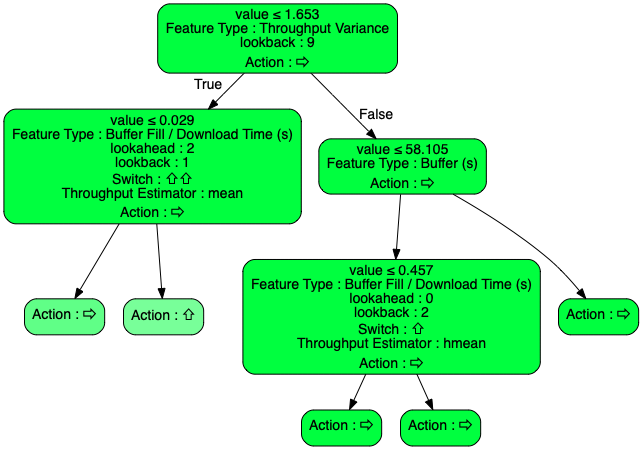 value ≤ 1.653
Feature Type : Throughput Variance
lookback : 9
Action : ⇨
True
False
value ≤ 0.029
Feature Type : Buffer Fill / Download Time (s)
lookahead : 2
lookback : 1
Switch : ⇧⇧
Throughput Estimator : mean
Action : ⇨
value ≤ 58.105
Feature Type : Buffer (s)
Action : ⇨
value ≤ 0.457
Feature Type : Buffer Fill / Download Time (s)
lookahead : 0
lookback : 2
Switch : ⇧
Throughput Estimator : hmean
Action : ⇨
Action : ⇨
Action : ⇧
Action : ⇨
Action : ⇨
Action : ⇨